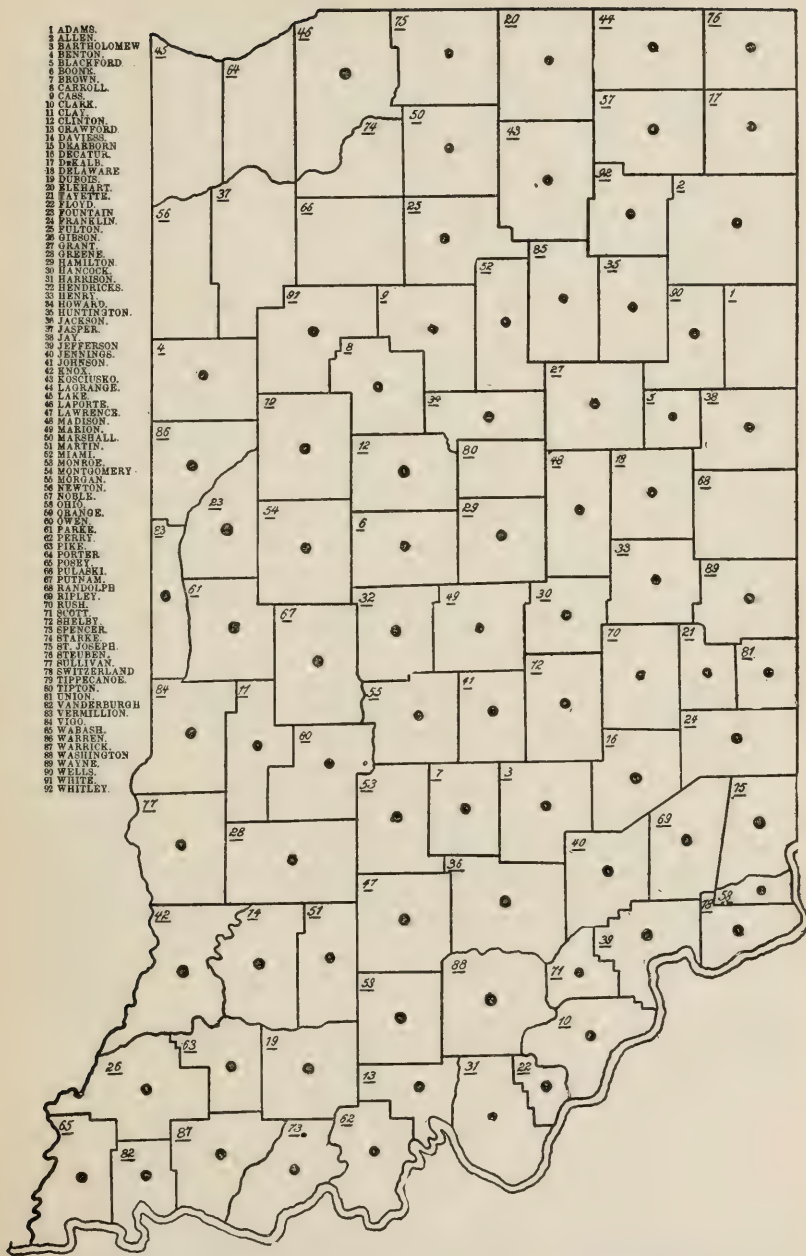 1 ADAMS.
2 ALLEN.
3 BARTHOLOMEW
4 BENTON.
5 BLACKFORD.
6 BOONE.
7 BROWN.
8 CARROLL.
9 CASS.
10 CLARK.
11 CLAY.
12 CLINTON.
13 CRAWFORD.
14 DAVIESS.
15 DEARBORN
16 DECATUR.
17 DEKALB.
18 DELAWARE
19 DUBOIS.
20 ELKHART.
21 FAYETTE.
22 FLOYD.
23 FOUNTAIN
24 FRANKLIN.
25 FULTON.
26 GIBSON.
27 GRANT.
28 GREENE.
29 HAMILTON.
30 HANCOCK.
31 HARRISON.
32 HENDRICKS.
33 HENRY.
34 HOWARD.
35 HUNTINGTON.
36 JACKSON.
37 JASPER.
38 JAY.
39 JEFFERSON
40 JENNINGS.
41 JOHNSON.
42 KNOX.
43 KOSCIUSKO.
44 LAGRANGE.
45 LAKE.
46 LAPORTE.
47 LAWRENCE.
48 MADISON.
49 MARION.
50 MARSHALL.
51 MARTIN.
52 MIAMI.
53 MONROE.
54 MONTGOMERY
55 MORGAN.
56 NEWTON.
57 NOBLE.
58 OHIO.
59 ORANGE.
60 OWEN.
61 PARKE.
62 PERRY.
63 PIKE.
64 PORTER
65 POSEY.
66 PULASKI.
67 PUTNAM.
68 RANDOLPH
69 RIPLEY.
70 RUSH.
71 SCOTT.
72 SHELBY.
73 SPENCER.
74 STARKE.
75 ST. JOSEPH.
76 STEUBEN.
77 SULLIVAN.
78 SWITZERLAND
79 TIPPECANOE.
80 TIPTON.
81 UNION.
82 VANDERBURGH
83 VERMILLION.
84 VIGO.
85 WABASH.
86 WARREN.
87 WARRICK.
88 WASHINGTON
89 WAYNE.
90 WELLS.
91 WHITE.
92 WHITLEY.
45 64 46 75 20 44 76
74 50 43 57 17
56 37 66 25 92 2
91 9 52 85 35 90 1
4 8 27
79 34 5 38
86 12 80 48 18 68
23 54 6 29
61 33 89
67 32 49 30 70 21 81
84 11 55 41 72 24
60 16
77 53 7 3 15
28 40 69
36
42 14 51 47 39 78 58
88 71
59 10
26 63 19 13 31 22
65 82 87 73 62